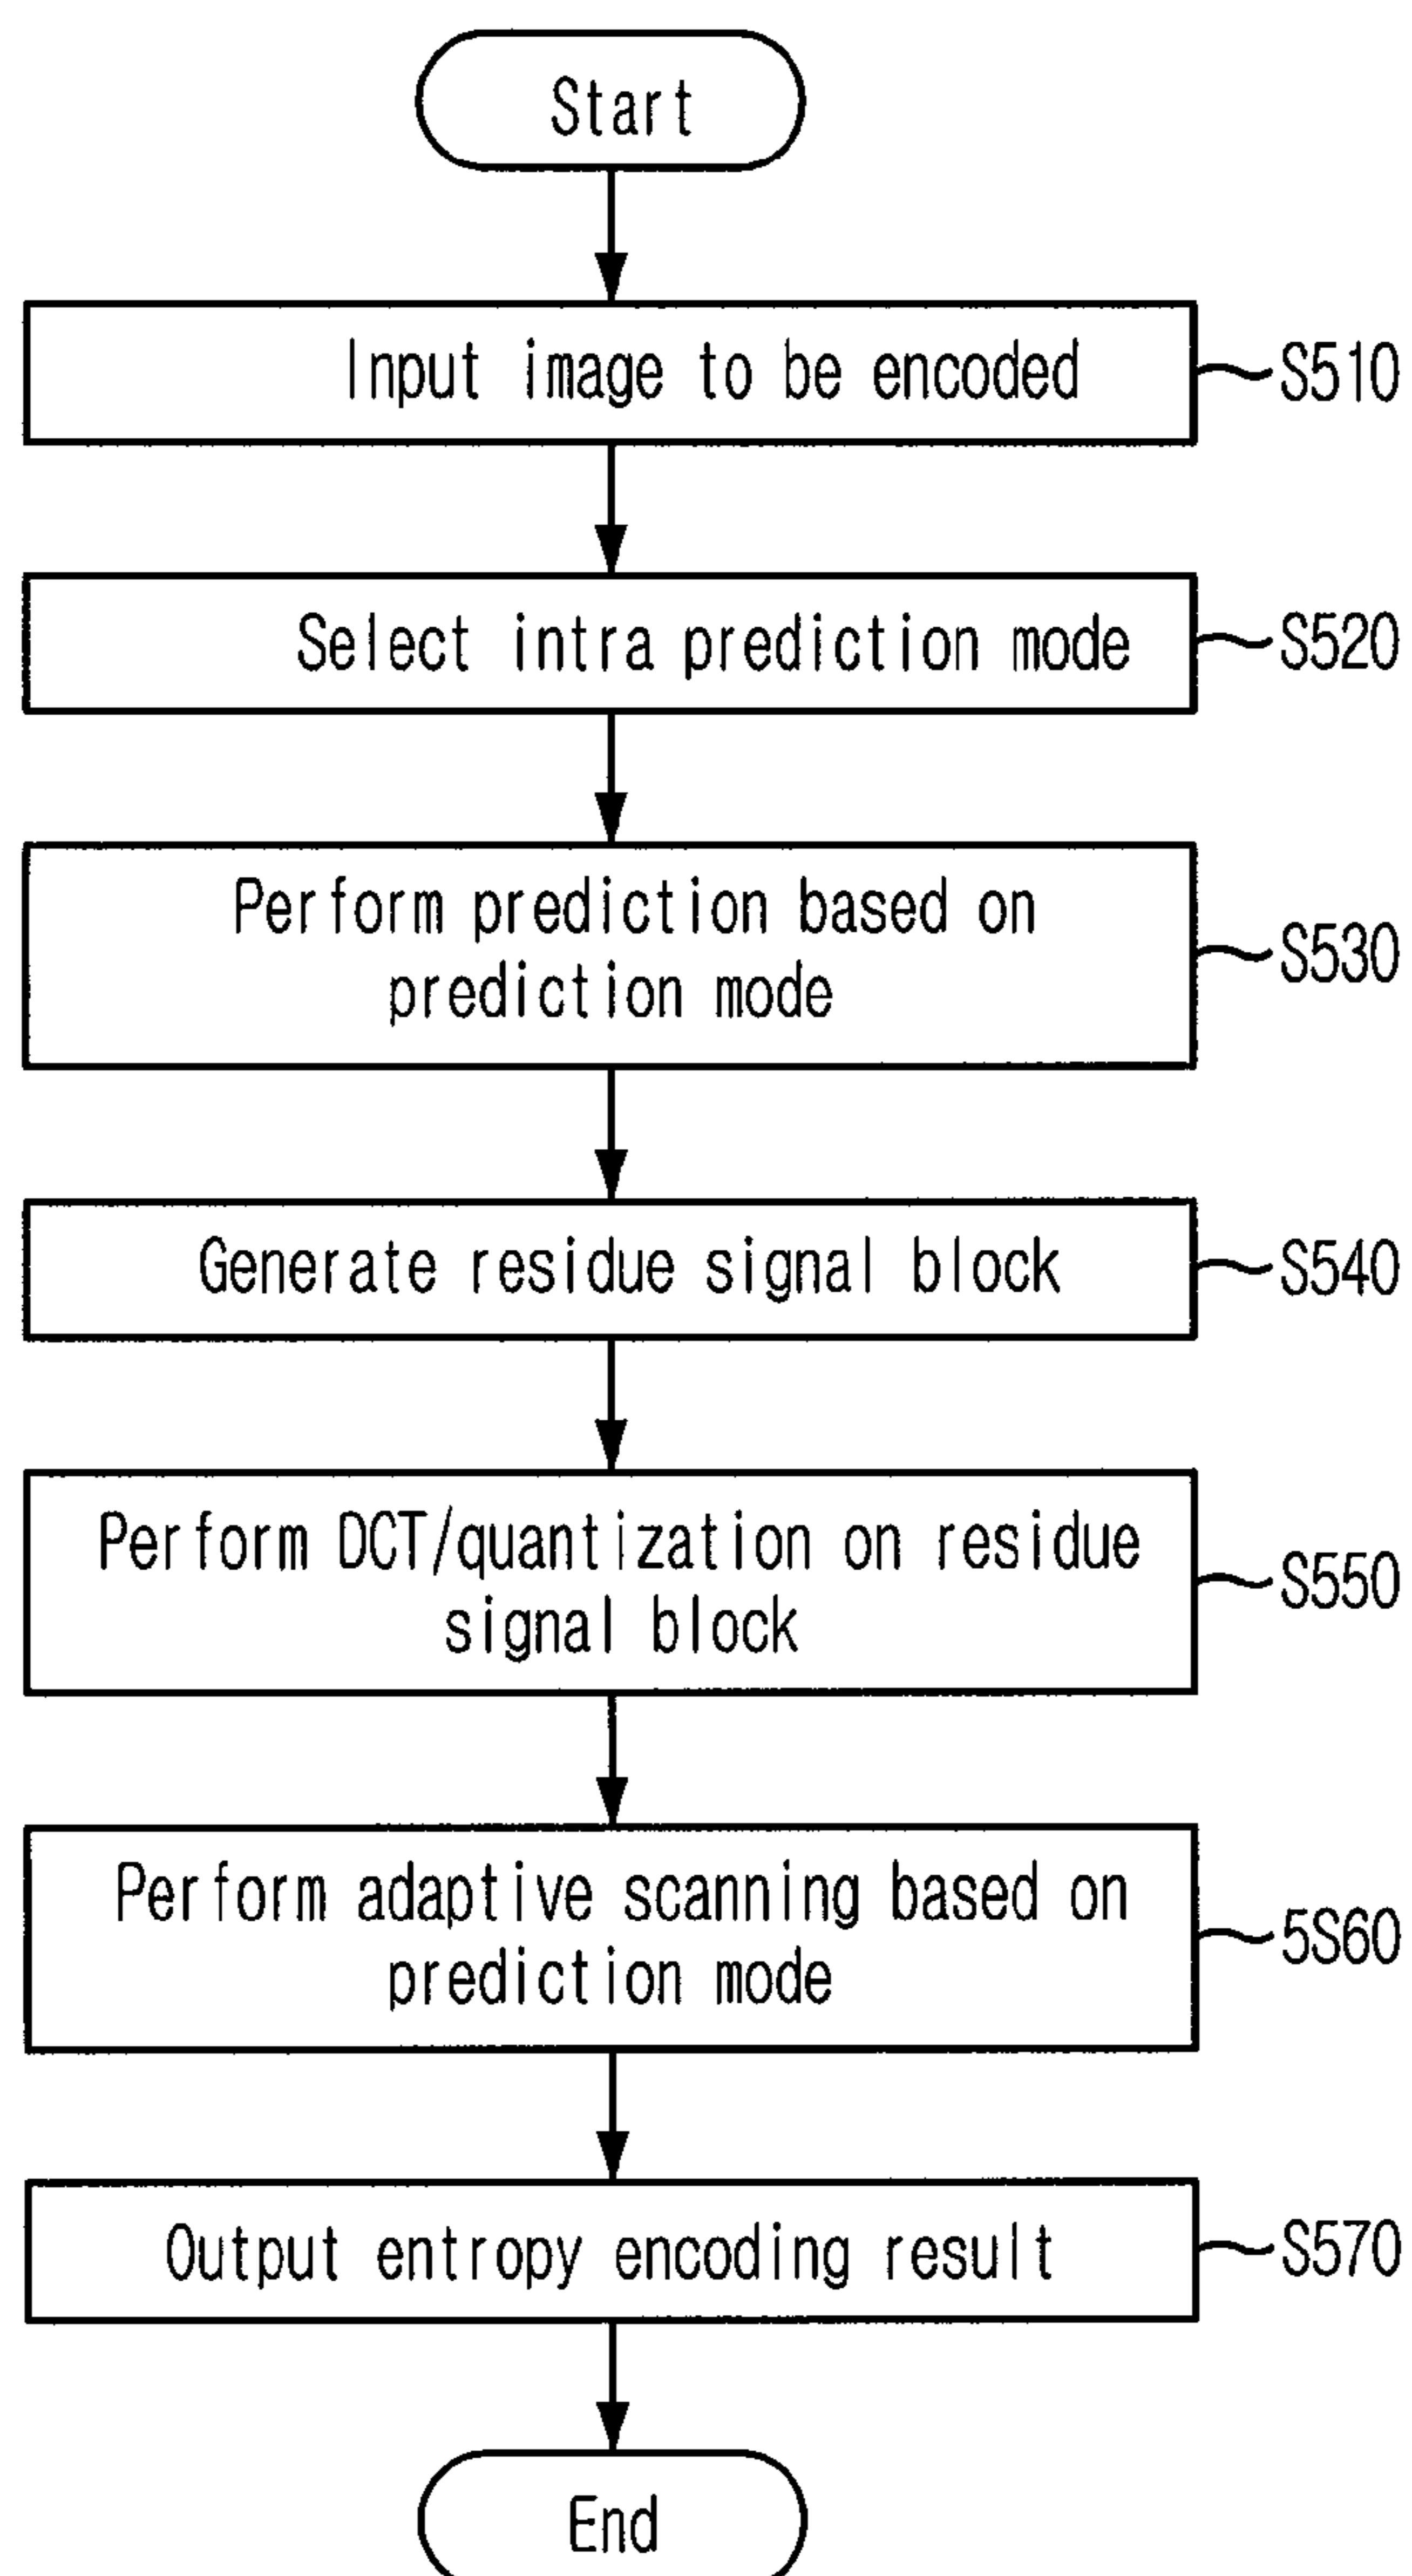 Start
Input image to be encoded
S510
Select intra prediction mode
S520
Perform prediction based on
prediction mode
S530
Generate residue signal block
S540
Perform DCT/quantization on residue
signal block
S550
Perform adaptive scanning based on
prediction mode
5S60
Output entropy encoding result
S570
End